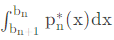 ∫_{b_{n+1}}^{b_n} p_n^*(x)dx